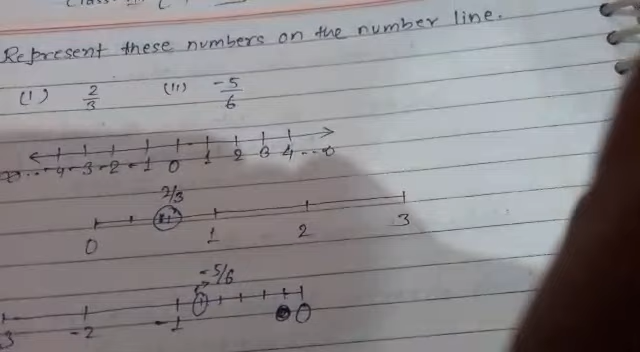 Represent these numbers on the number line.
(i) 2/3 (ii) -5/6
-4 -3 -2 -1 0 1 2 3 4
2/3
0 1 2 3
-5/6
-3 -2 -1 0